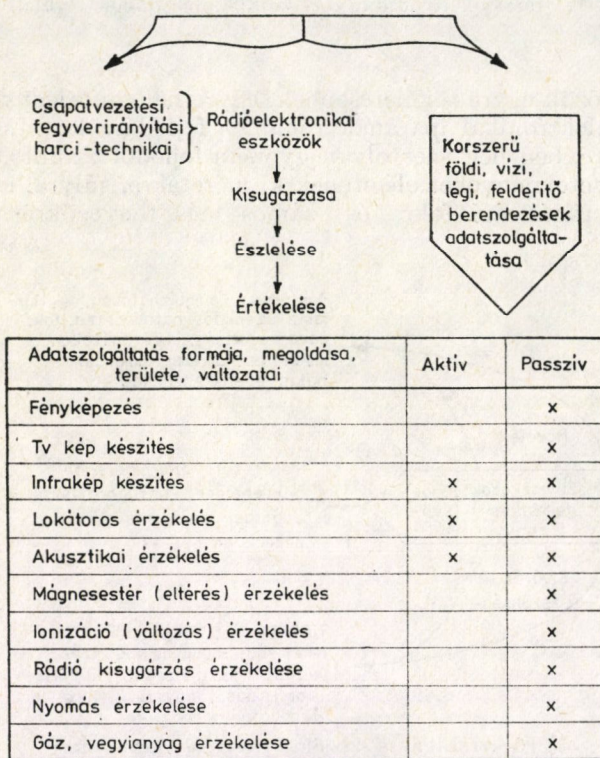 Csapatvezetési
fegyverirányítási
harci-technikai
Rádióelektronikai
eszközök
Kisugárzása
Észlelése
Értékelése
Korszerű
földi, vizi,
légi, felderítő
berendezések
adatszolgálta-
tása
Adatszolgáltatás formája, megoldása,
területe, változatai Aktív Passzív
Fényképezés x
Tv kép készítés x
Infrakép készítés x x
Lokátoros érzékelés x x
Akusztikai érzékelés x x
Mágnesestér (eltérés) érzékelés x
Ionizáció (változás) érzékelés x
Rádió kisugárzás érzékelése x
Nyomás érzékelése x
Gáz, vegyianyag érzékelése x